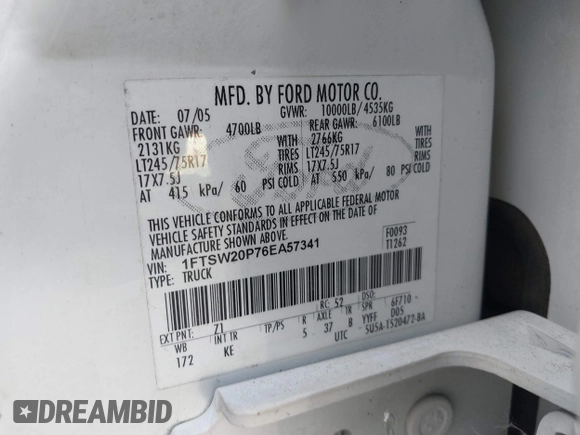 MFD. BY FORD MOTOR CO.
DATE: 07/05 GVWR: 10000LB/4535KG
FRONT GAWR: 4700LB REAR GAWR: 6100LB
2131KG WITH 2766KG WITH
LT245/75R17 TIRES LT245/75R17 TIRES
17X7.5J RIMS 17X7.5J RIMS
AT 415 kPa/ 60 PSI COLD AT 550 kPa/ 80 PSI COLD
THIS VEHICLE CONFORMS TO ALL APPLICABLE FEDERAL MOTOR
VEHICLE SAFETY STANDARDS IN EFFECT ON THE DATE OF
MANUFACTURE SHOWN ABOVE.
VIN: 1FTSW20P76EA57341 F0093
TYPE: TRUCK T1262
Ford
RC: 52 DSO:
EXT PNT: Z1 TP/PS R AXLE TR SPR 6F710-
WB INT TR 5 37 B YYFF D05
172 KE UTC 5U5A-1520472-BA
DREAMBID